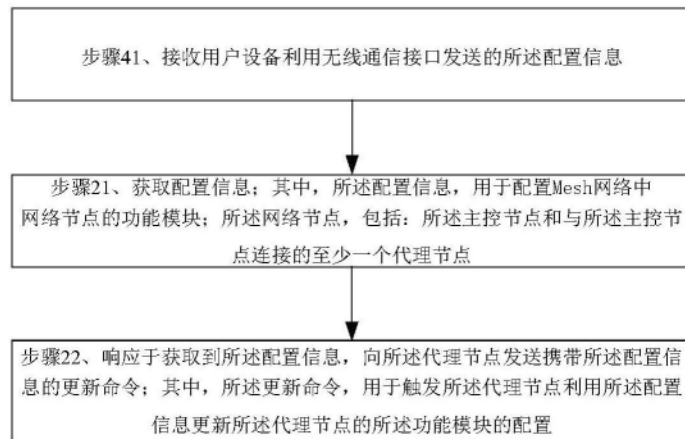 步骤41、接收用户设备利用无线通信接口发送的所述配置信息
步骤21、获取配置信息；其中，所述配置信息，用于配置Mesh网络中
网络节点的功能模块；所述网络节点，包括：所述主控节点和与所述主控节
点连接的至少一个代理节点
步骤22、响应于获取到所述配置信息，向所述代理节点发送携带所述配置信
息的更新命令；其中，所述更新命令，用于触发所述代理节点利用所述配置
信息更新所述代理节点的所述功能模块的配置